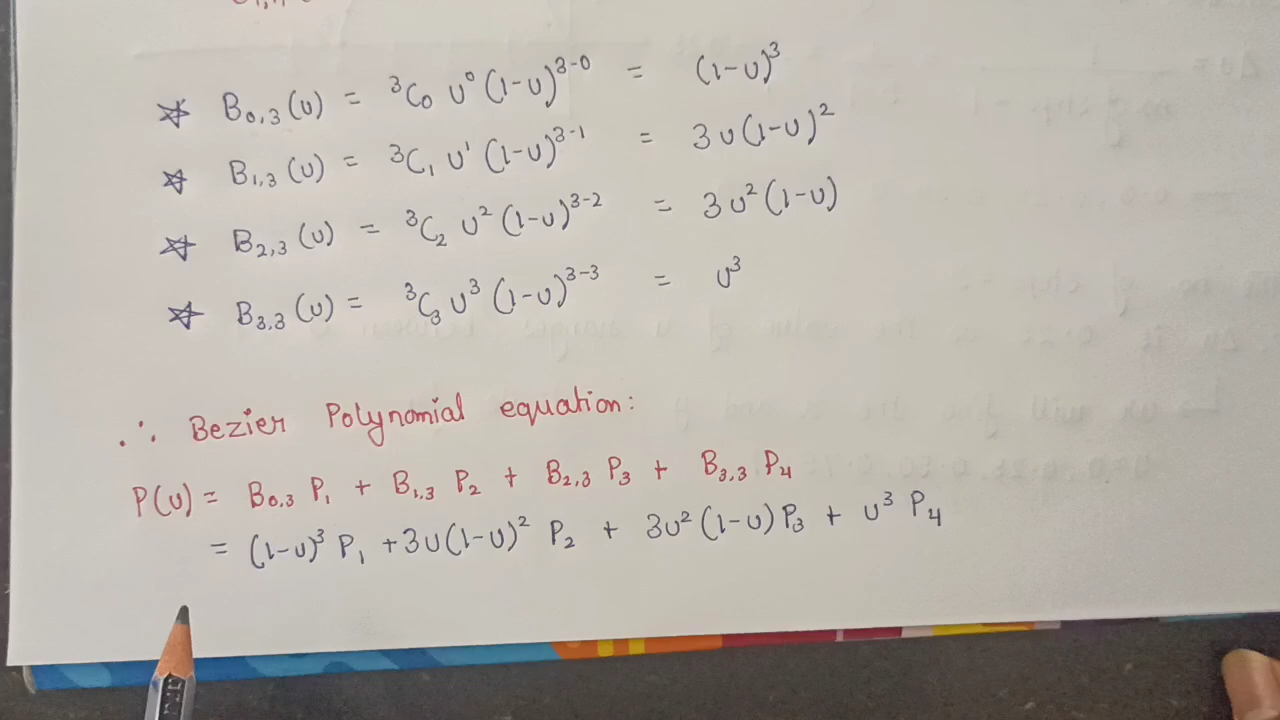 ☆ B₀,₃(u) = ³C₀ u⁰ (1-u)³⁻⁰ = (1-u)³
☆ B₁,₃(u) = ³C₁ u¹ (1-u)³⁻¹ = 3u(1-u)²
☆ B₂,₃(u) = ³C₂ u² (1-u)³⁻² = 3u²(1-u)
☆ B₃,₃(u) = ³C₃ u³ (1-u)³⁻³ = u³
∴ Bezier Polynomial equation:
P(u) = B₀,₃ P₁ + B₁,₃ P₂ + B₂,₃ P₃ + B₃,₃ P₄
= (1-u)³ P₁ + 3u(1-u)² P₂ + 3u²(1-u) P₃ + u³ P₄